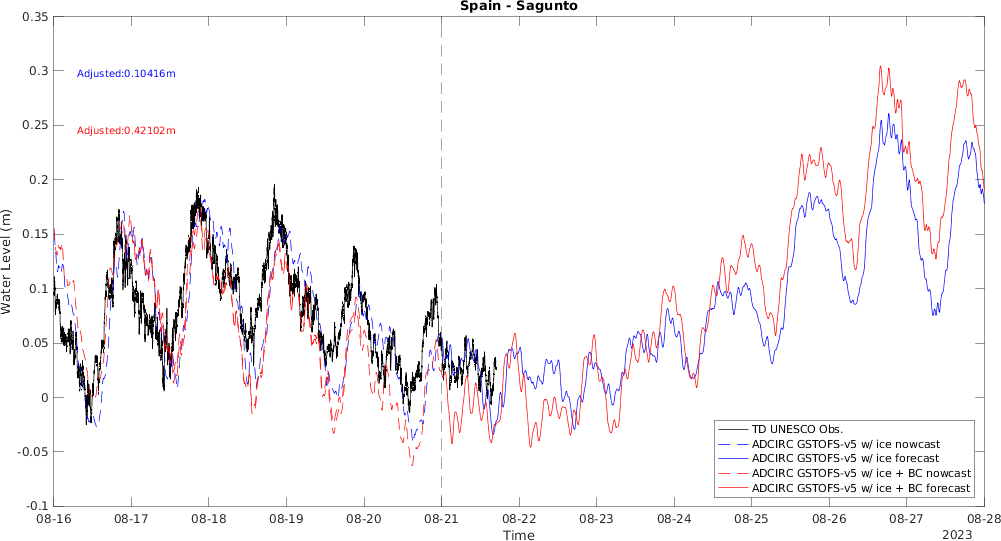 Spain - Sagunto
0.35
0.3
0.25
0.2
0.15
0.1
0.05
0
-0.05
-0.1
Water Level (m)
Adjusted:0.10416m
Adjusted:0.42102m
TD UNESCO Obs.
ADCIRC GSTOFS-v5 w/ ice nowcast
ADCIRC GSTOFS-v5 w/ ice forecast
ADCIRC GSTOFS-v5 w/ ice + BC nowcast
ADCIRC GSTOFS-v5 w/ ice + BC forecast
08-16 08-17 08-18 08-19 08-20 08-21 08-22 08-23 08-24 08-25 08-26 08-27 08-28
Time
2023